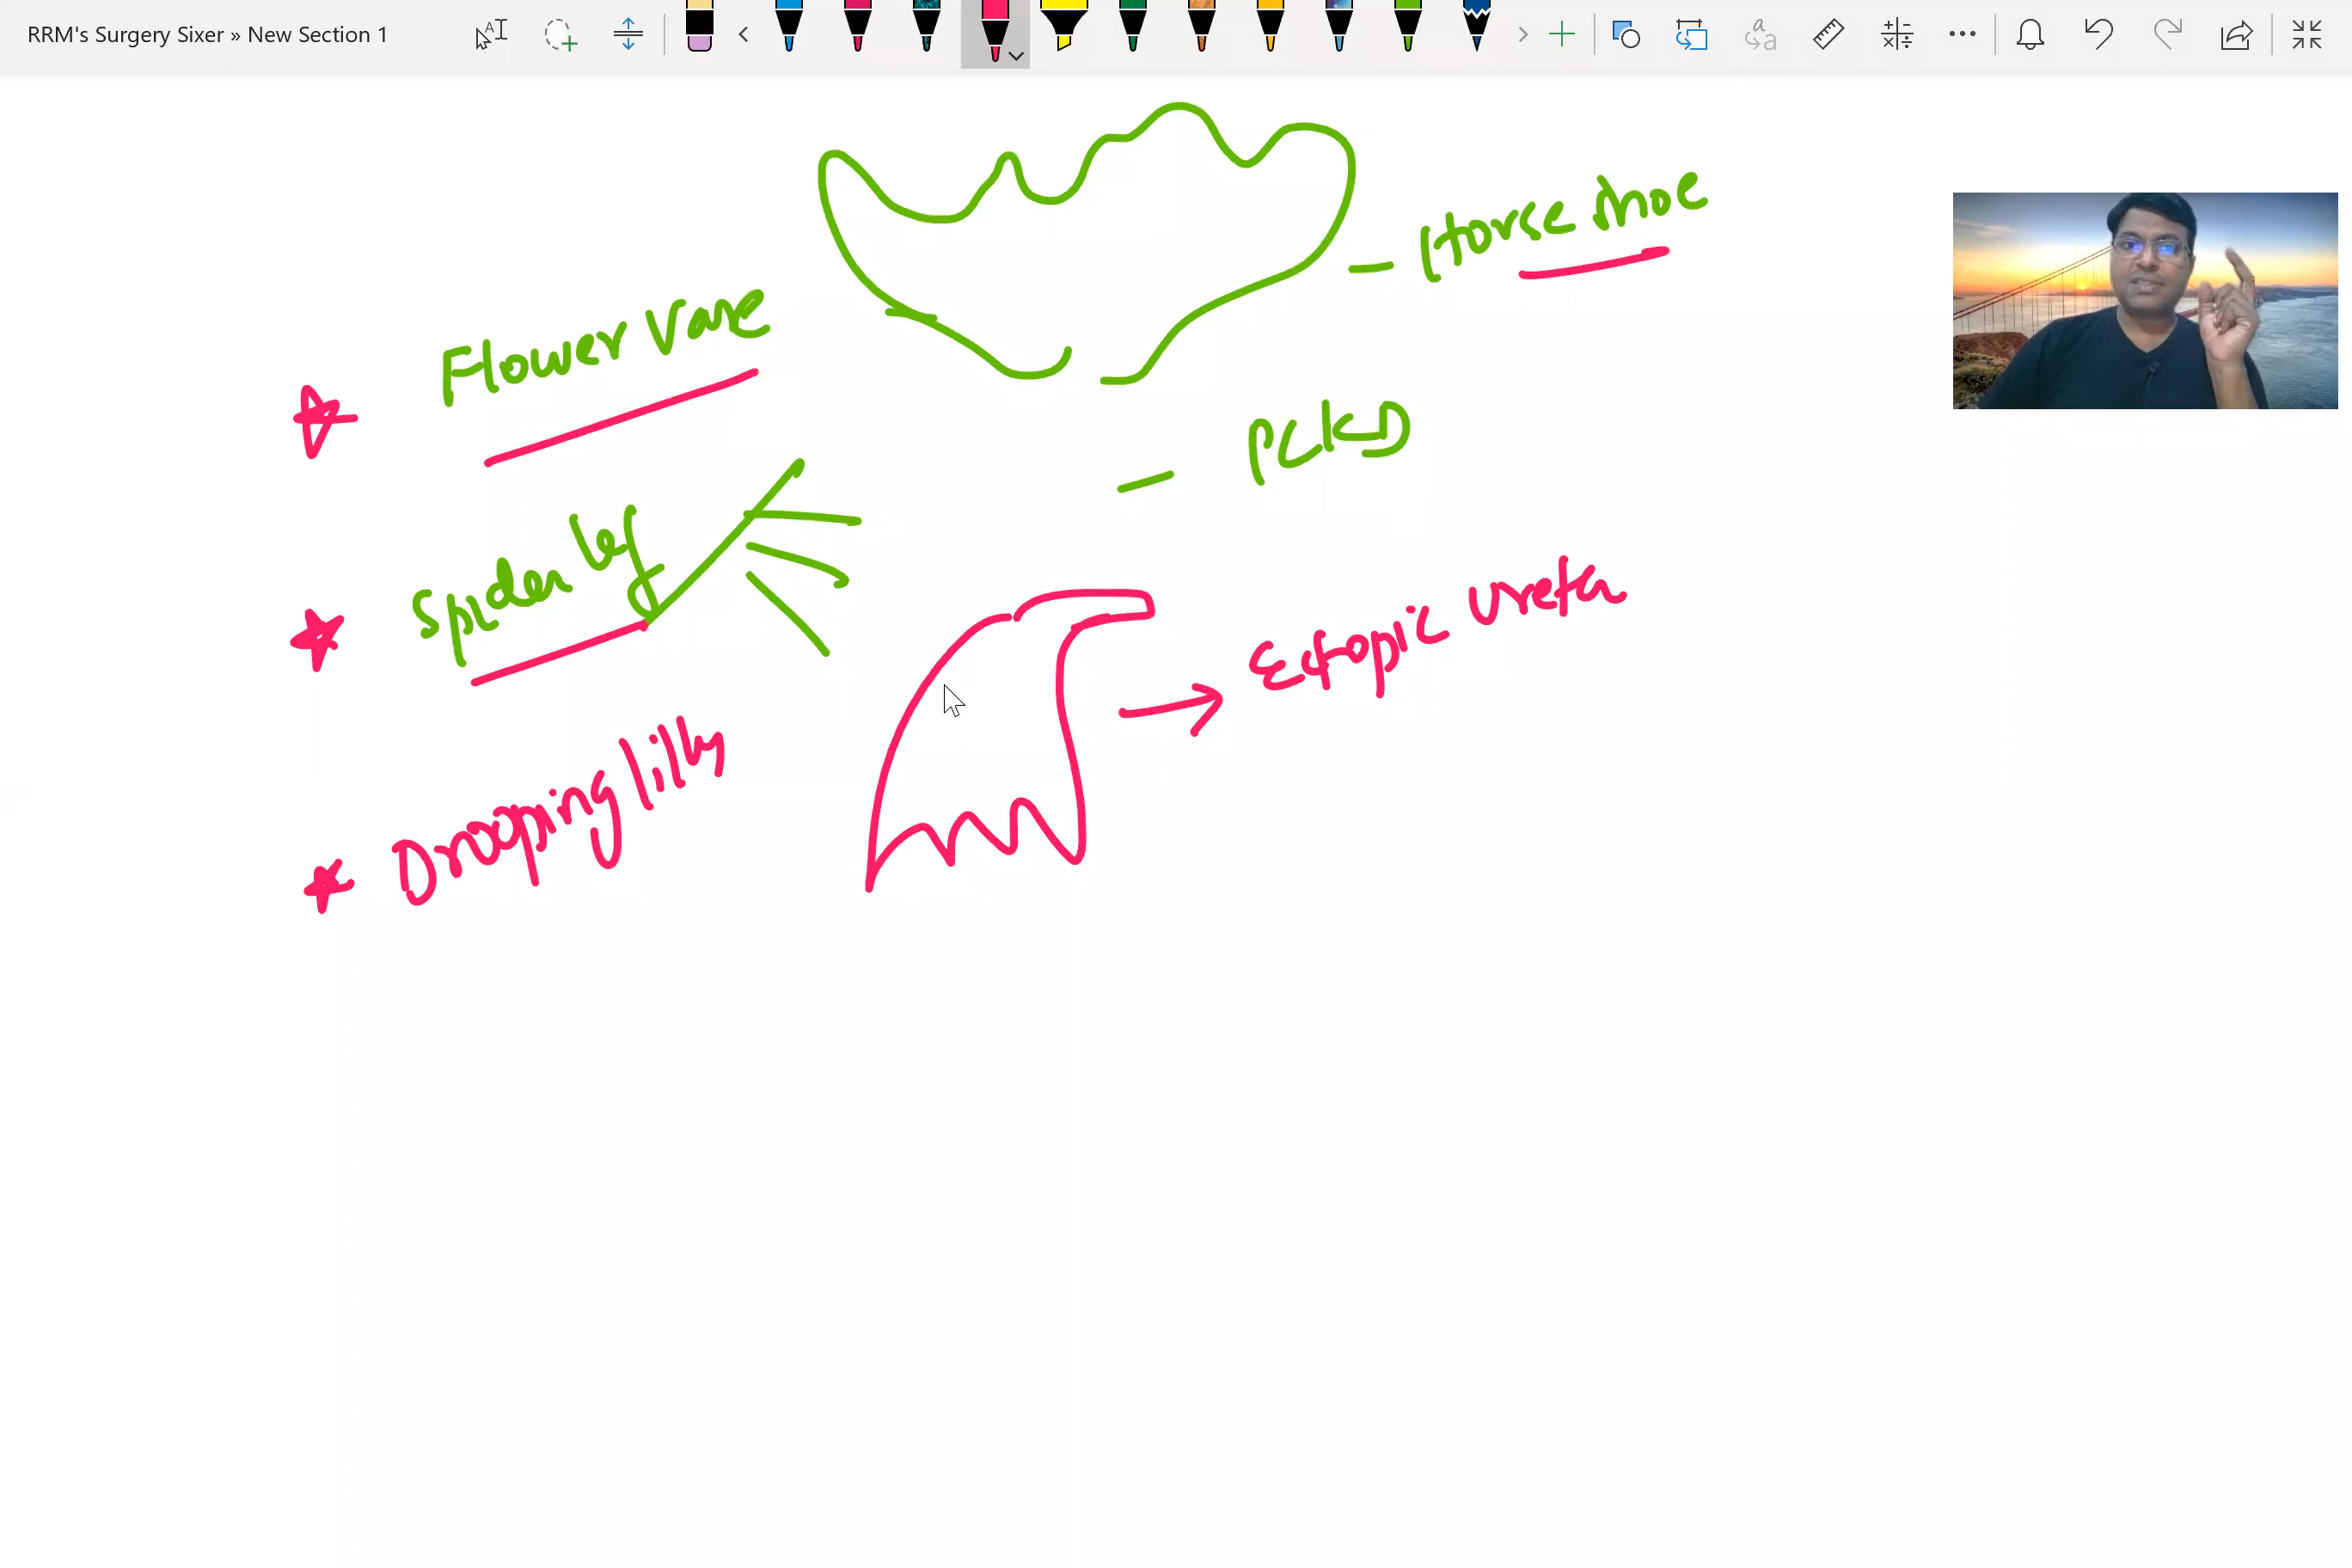 RRM's Surgery Sixer » New Section 1
Flower Vase
- Horse shoe
Spider leg
- PCKD
Drooping lilly
→ Ectopic Ureter